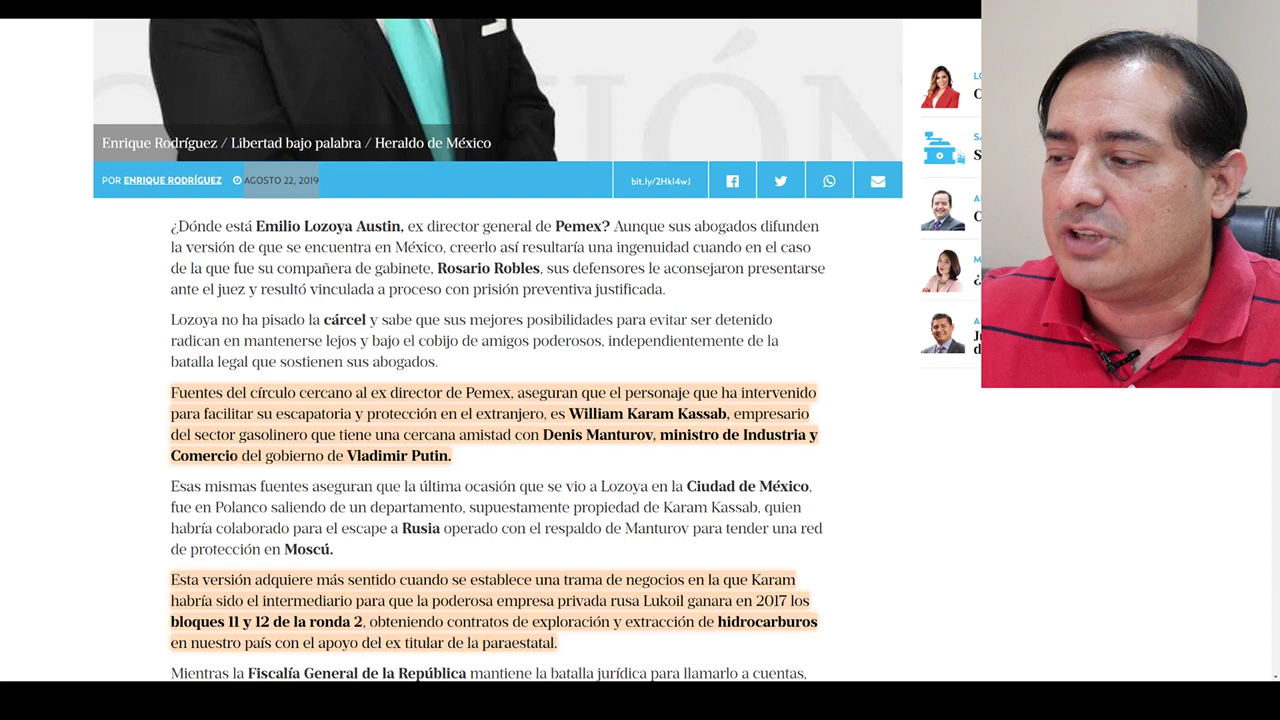 Enrique Rodríguez / Libertad bajo palabra / Heraldo de México
POR ENRIQUE RODRÍGUEZ AGOSTO 22, 2019
bit.ly/2HkI4wJ
¿Dónde está Emilio Lozoya Austin, ex director general de Pemex? Aunque sus abogados difunden
la versión de que se encuentra en México, creerlo así resultaría una ingenuidad cuando en el caso
de la que fue su compañera de gabinete, Rosario Robles, sus defensores le aconsejaron presentarse
ante el juez y resultó vinculada a proceso con prisión preventiva justificada.
Lozoya no ha pisado la cárcel y sabe que sus mejores posibilidades para evitar ser detenido
radican en mantenerse lejos y bajo el cobijo de amigos poderosos, independientemente de la
batalla legal que sostienen sus abogados.
Fuentes del círculo cercano al ex director de Pemex, aseguran que el personaje que ha intervenido
para facilitar su escapatoria y protección en el extranjero, es William Karam Kassab, empresario
del sector gasolinero que tiene una cercana amistad con Denis Manturov, ministro de Industria y
Comercio del gobierno de Vladimir Putin.
Esas mismas fuentes aseguran que la última ocasión que se vio a Lozoya en la Ciudad de México,
fue en Polanco saliendo de un departamento, supuestamente propiedad de Karam Kassab, quien
habría colaborado para el escape a Rusia operado con el respaldo de Manturov para tender una red
de protección en Moscú.
Esta versión adquiere más sentido cuando se establece una trama de negocios en la que Karam
habría sido el intermediario para que la poderosa empresa privada rusa Lukoil ganara en 2017 los
bloques 11 y 12 de la ronda 2, obteniendo contratos de exploración y extracción de hidrocarburos
en nuestro país con el apoyo del ex titular de la paraestatal.
Mientras la Fiscalía General de la República mantiene la batalla jurídica para llamarlo a cuentas,